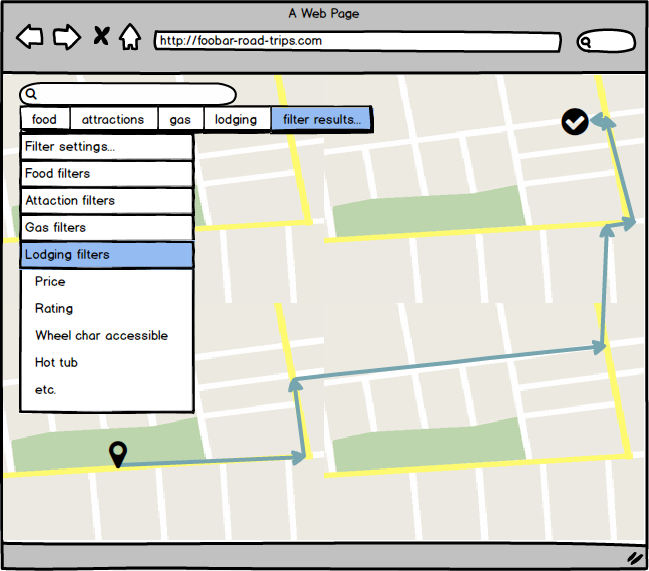 A Web Page
http://foobar-road-trips.com
food attractions gas lodging filter results...
Filter settings...
Food filters
Attaction filters
Gas filters
Lodging filters
Price
Rating
Wheel char accessible
Hot tub
etc.